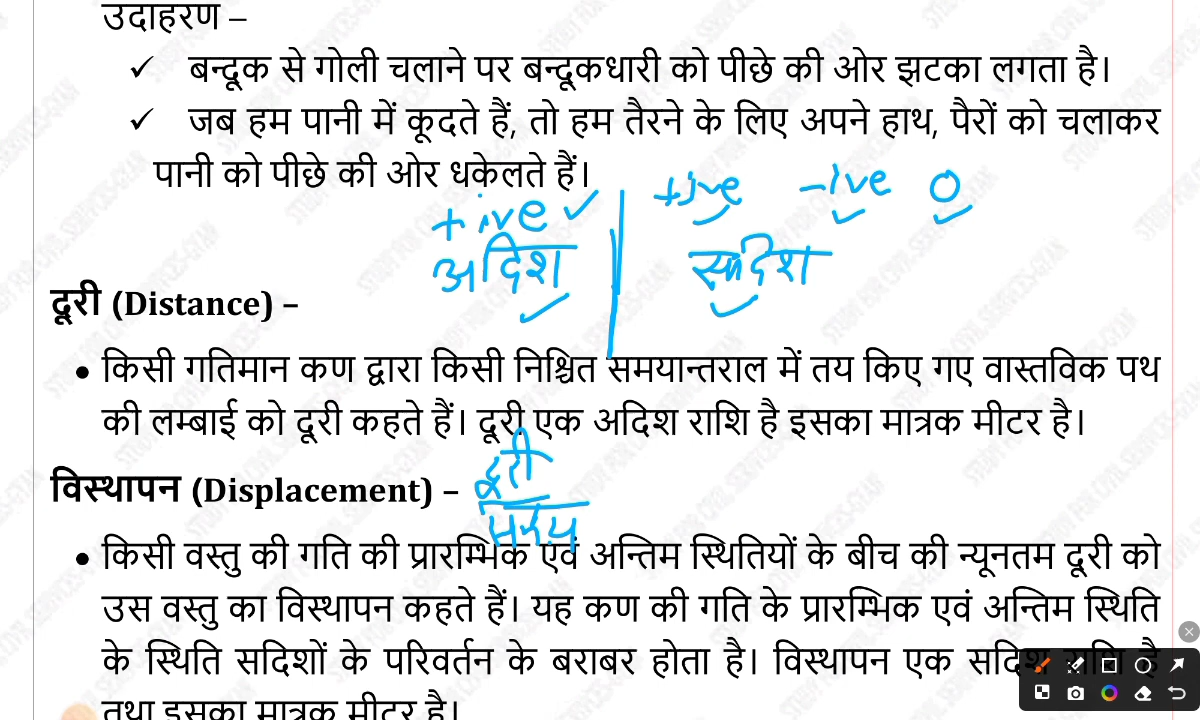 उदाहरण –
✓ बन्दूक से गोली चलाने पर बन्दूकधारी को पीछे की ओर झटका लगता है।
✓ जब हम पानी में कूदते हैं, तो हम तैरने के लिए अपने हाथ, पैरों को चलाकर
पानी को पीछे की ओर धकेलते हैं।
+ive ✓ +ive -ive 0
अदिश सदिश
दूरी (Distance) –
• किसी गतिमान कण द्वारा किसी निश्चित समयान्तराल में तय किए गए वास्तविक पथ
की लम्बाई को दूरी कहते हैं। दूरी एक अदिश राशि है इसका मात्रक मीटर है।
विस्थापन (Displacement) –
दूरी
समय
• किसी वस्तु की गति की प्रारम्भिक एवं अन्तिम स्थितियों के बीच की न्यूनतम दूरी को
उस वस्तु का विस्थापन कहते हैं। यह कण की गति के प्रारम्भिक एवं अन्तिम स्थिति
के स्थिति सदिशों के परिवर्तन के बराबर होता है। विस्थापन एक सदिश राशि है
तथा इसका मात्रक मीटर है।